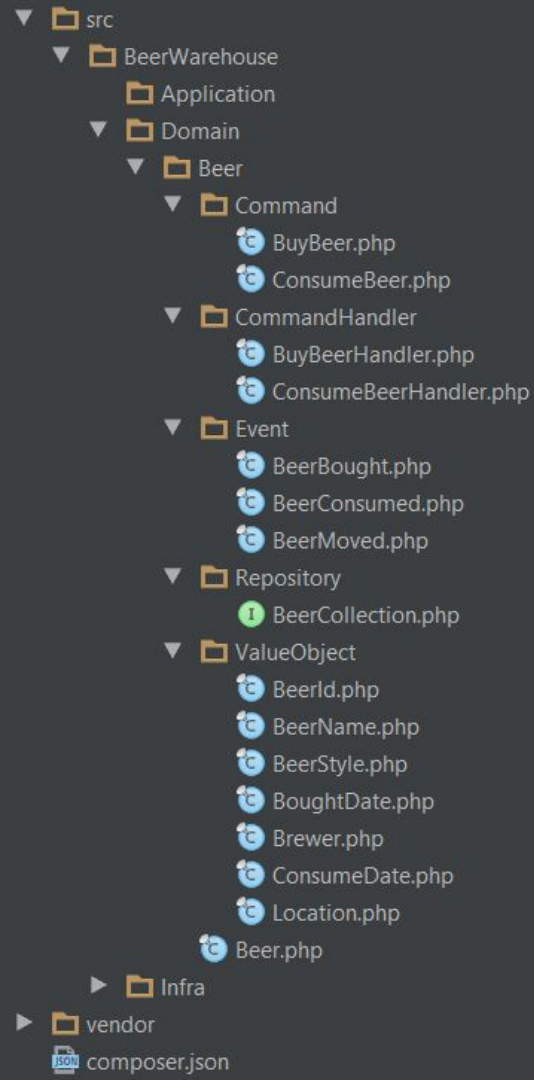 src
BeerWarehouse
Application
Domain
Beer
Command
BuyBeer.php
ConsumeBeer.php
CommandHandler
BuyBeerHandler.php
ConsumeBeerHandler.php
Event
BeerBought.php
BeerConsumed.php
BeerMoved.php
Repository
BeerCollection.php
ValueObject
BeerId.php
BeerName.php
BeerStyle.php
BoughtDate.php
Brewer.php
ConsumeDate.php
Location.php
Beer.php
Infra
vendor
composer.json